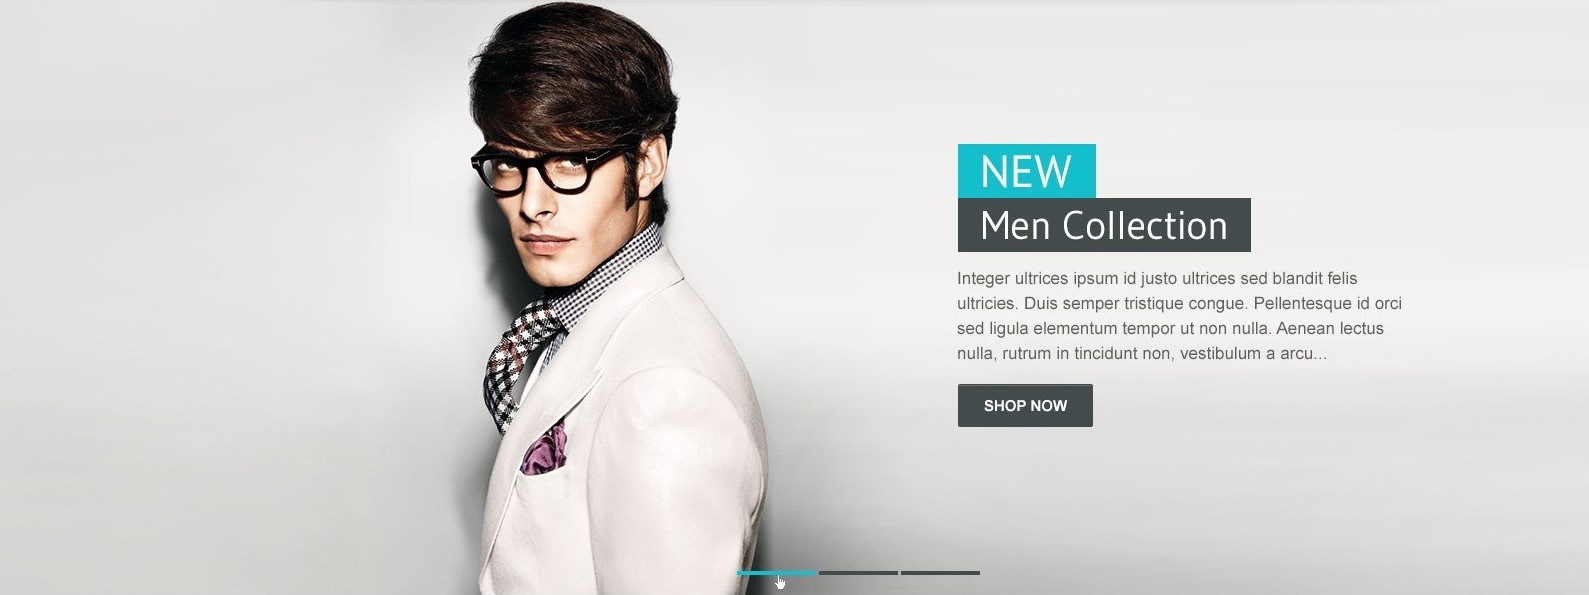 NEW
Men Collection
Integer ultrices ipsum id justo ultrices sed blandit felis
ultricies. Duis semper tristique congue. Pellentesque id orci
sed ligula elementum tempor ut non nulla. Aenean lectus
nulla, rutrum in tincidunt non, vestibulum a arcu...
SHOP NOW